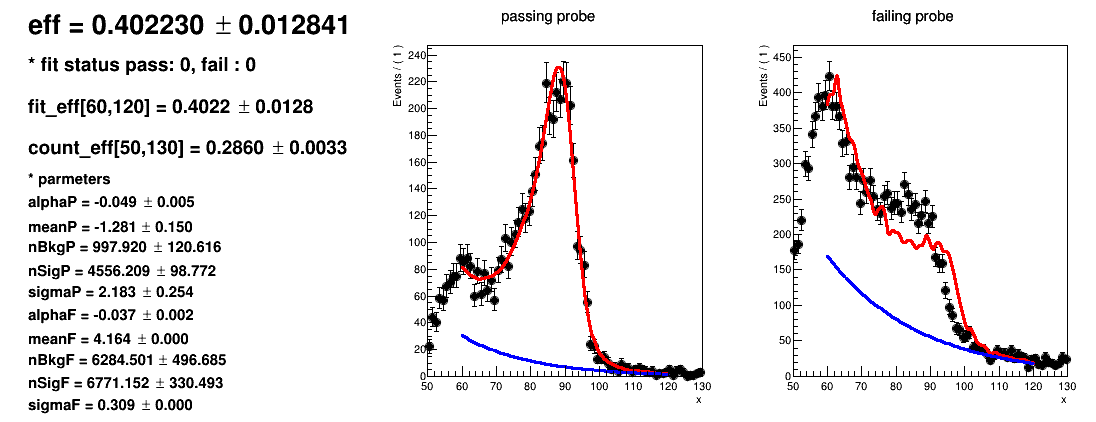 eff = 0.402230 ± 0.012841
* fit status pass: 0, fail : 0
fit_eff[60,120] = 0.4022 ± 0.0128
count_eff[50,130] = 0.2860 ± 0.0033
* parmeters
alphaP = -0.049 ± 0.005
meanP = -1.281 ± 0.150
nBkgP = 997.920 ± 120.616
nSigP = 4556.209 ± 98.772
sigmaP = 2.183 ± 0.254
alphaF = -0.037 ± 0.002
meanF = 4.164 ± 0.000
nBkgF = 6284.501 ± 496.685
nSigF = 6771.152 ± 330.493
sigmaF = 0.309 ± 0.000
passing probe
Events / ( 1 )
240
220
200
180
160
140
120
100
80
60
40
20
0
50 60 70 80 90 100 110 120 130
x
failing probe
Events / ( 1 )
450
400
350
300
250
200
150
100
50
0
50 60 70 80 90 100 110 120 130
x